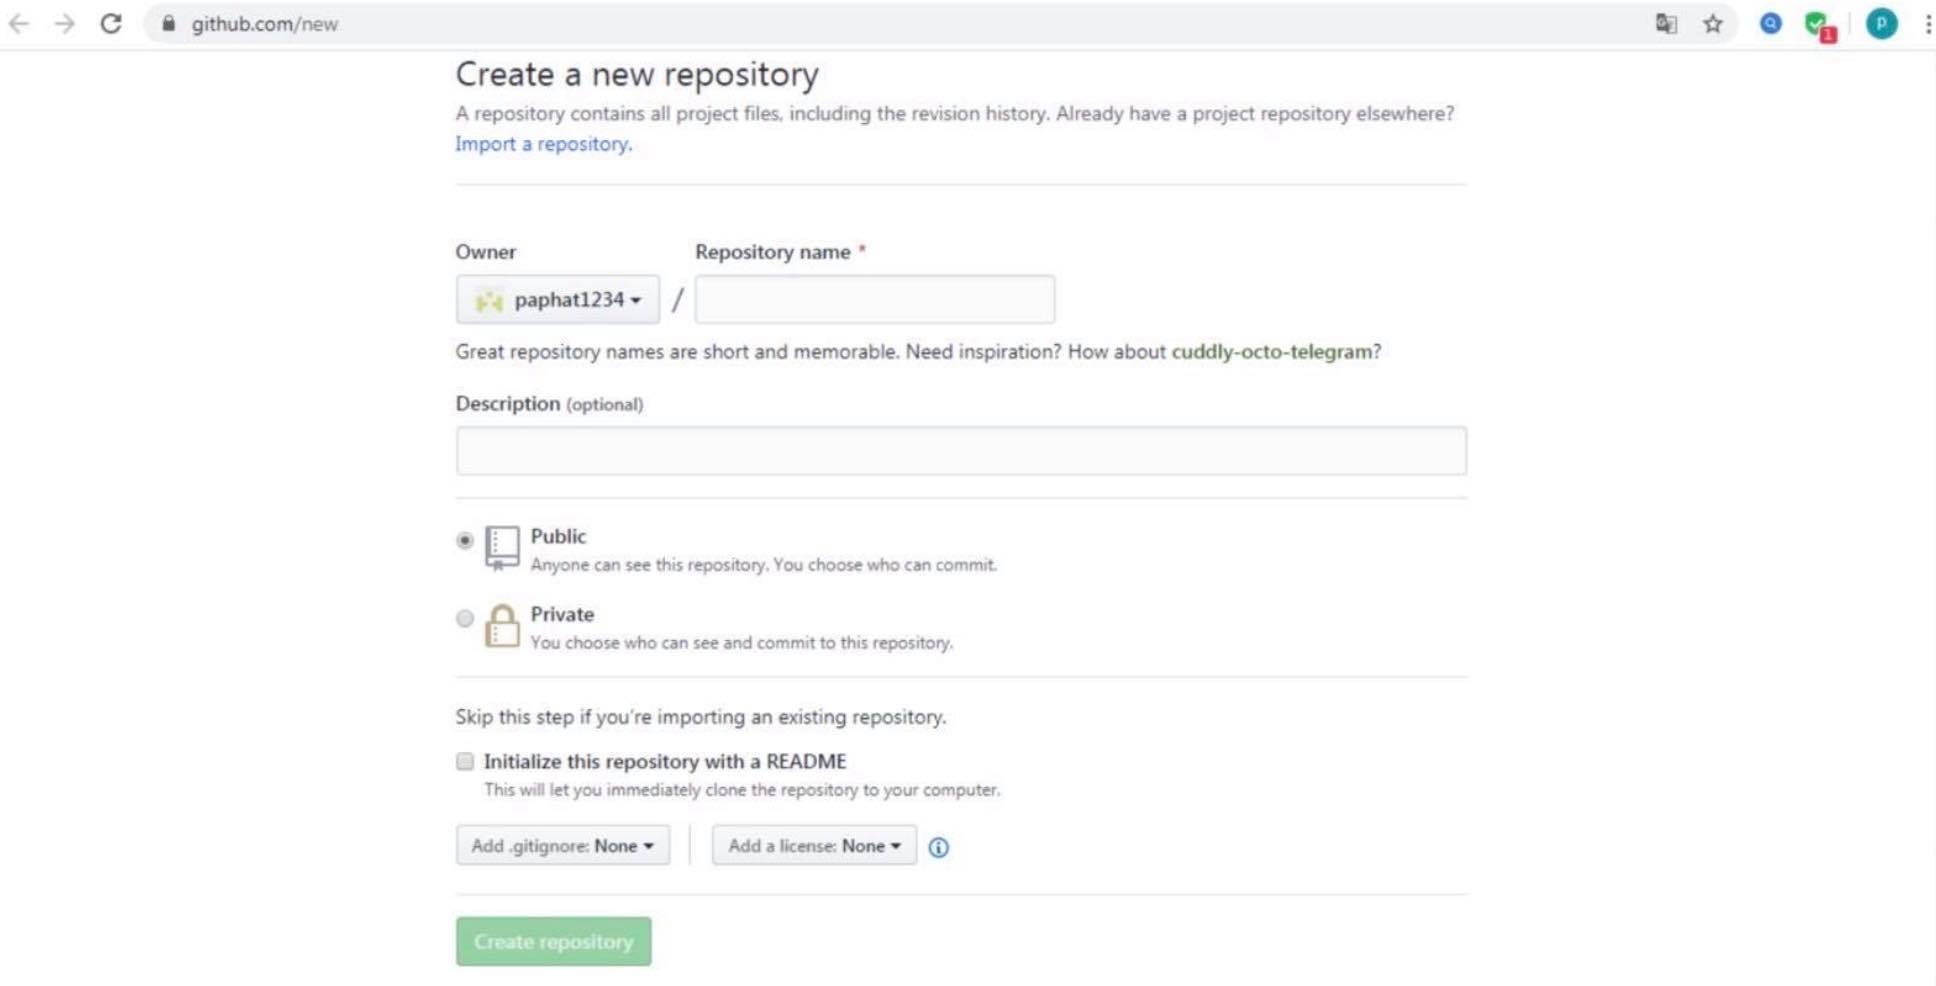 github.com/new
1
P
Create a new repository
A repository contains all project files, including the revision history. Already have a project repository elsewhere?
Import a repository.
Owner
Repository name *
paphat1234
/
Great repository names are short and memorable. Need inspiration? How about cuddly-octo-telegram?
Description (optional)
Public
Anyone can see this repository. You choose who can commit.
Private
You choose who can see and commit to this repository.
Skip this step if you're importing an existing repository.
Initialize this repository with a README
This will let you immediately clone the repository to your computer.
Add .gitignore: None
Add a license: None
Create repository